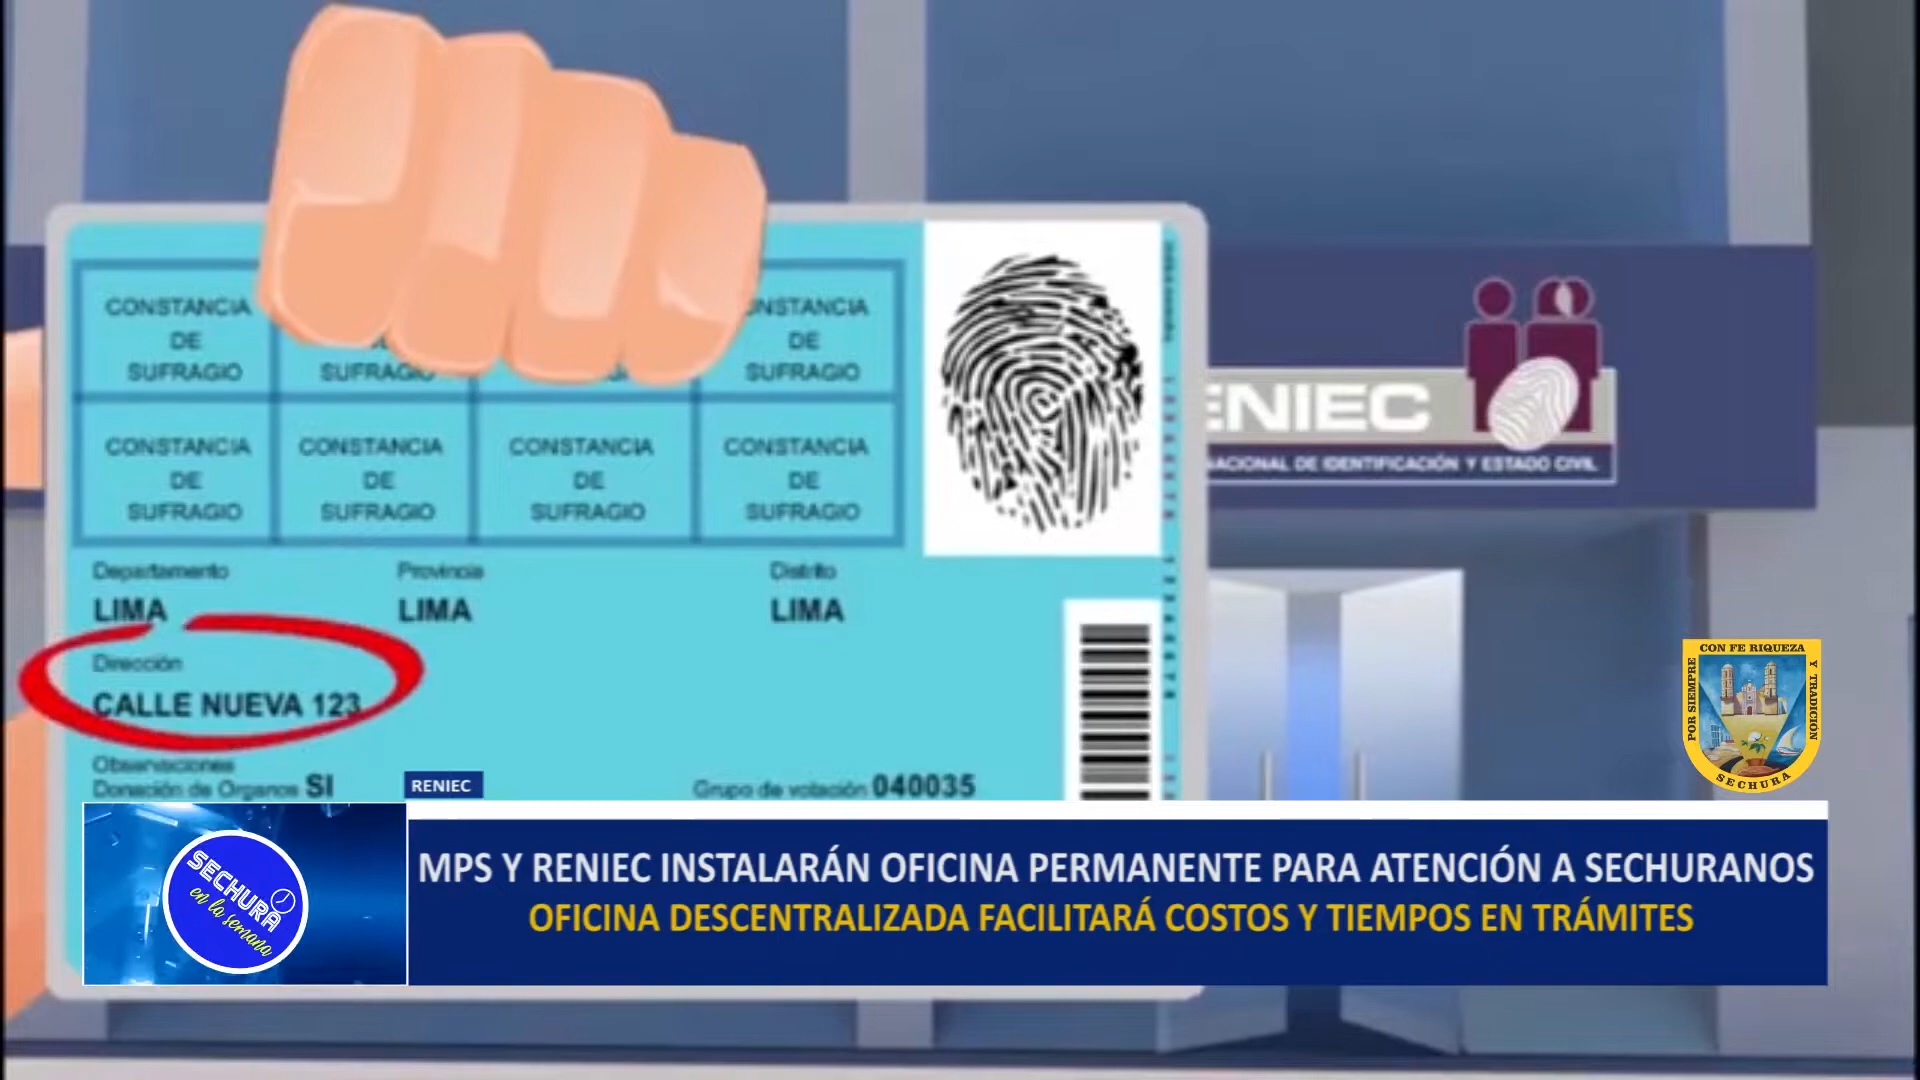 CONSTANCIA
DE
SUFRAGIO
SUFRAGIO
CONSTANCIA
DE
SUFRAGIO
CONSTANCIA
DE
SUFRAGIO
CONSTANCIA
DE
SUFRAGIO
CONSTANCIA
DE
SUFRAGIO
CONSTANCIA
DE
SUFRAGIO
Departamento
Provincia
Distrito
LIMA
LIMA
LIMA
Dirección
CALLE NUEVA 123
Observaciones
Donación de Organos SI
Grupo de votación 040035
ENIEC
NACIONAL DE IDENTIFICACIÓN Y ESTADO CIVIL
CON FE RIQUEZA
Y TRADICION
POR SIEMPRE
SECHURA
RENIEC
SECHURA
en la semana
MPS Y RENIEC INSTALARÁN OFICINA PERMANENTE PARA ATENCIÓN A SECHURANOS
OFICINA DESCENTRALIZADA FACILITARÁ COSTOS Y TIEMPOS EN TRÁMITES